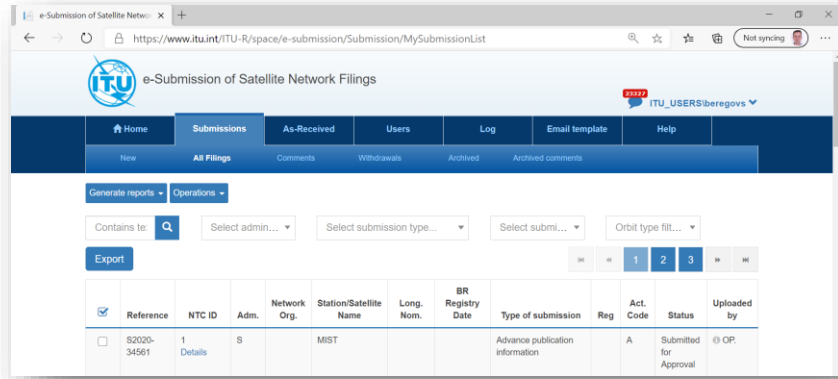 e-Submission of Satellite Netwo
https://www.itu.int/ITU-R/space/e-submission/Submission/MySubmissionList
Not syncing
ITU
e-Submission of Satellite Network Filings
23327
ITU_USERS\beregovs
Home Submissions As-Received Users Log Email template Help
New All Filings Comments Withdrawals Archived Archived comments
Generate reports Operations
Contains te: Select admin... Select submission type... Select submi... Orbit type filt...
Export 1 2 3
Reference NTC ID Adm. Network Org. Station/Satellite Name Long. Nom. BR Registry Date Type of submission Reg Act. Code Status Uploaded by
S2020-34561 1 Details S MIST Advance publication information A Submitted for Approval OP.